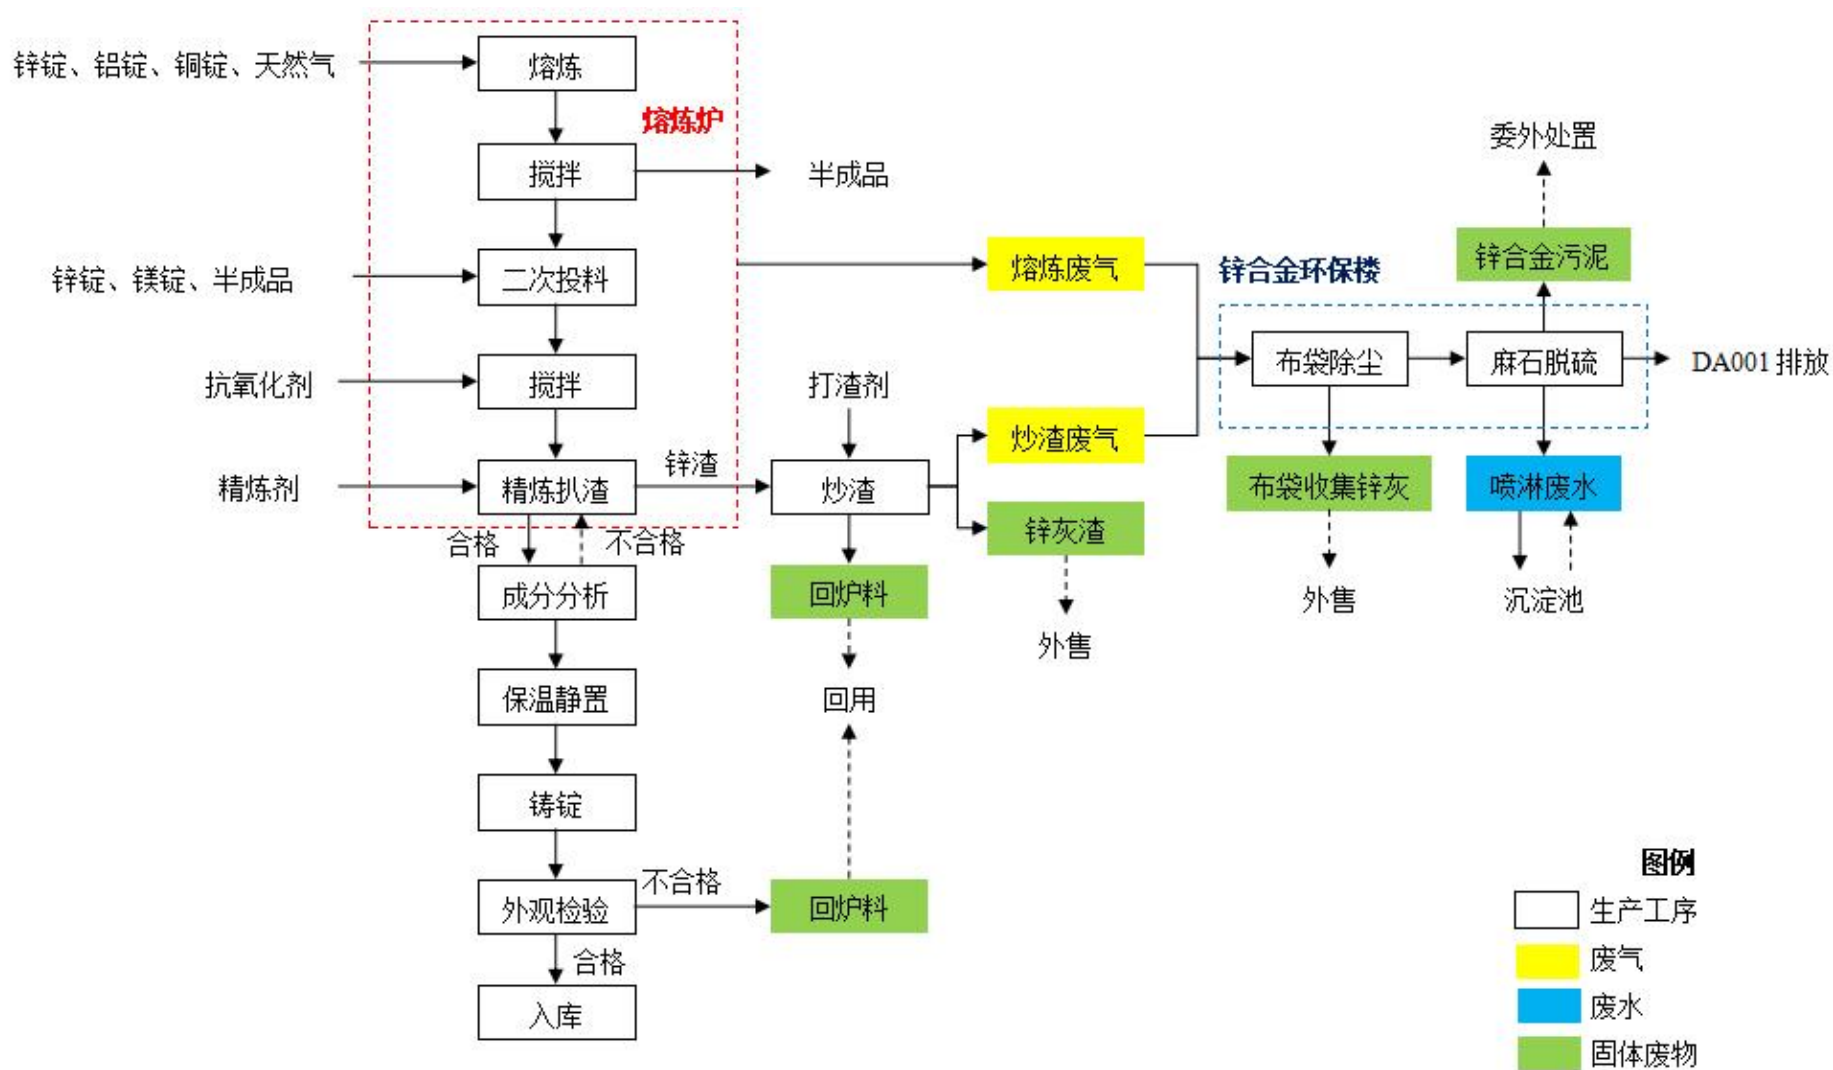 锌锭、铝锭、铜锭、天然气
熔炼
熔炼炉
搅拌
半成品
委外处置
锌锭、镁锭、半成品
二次投料
熔炼废气
锌合金环保楼
锌合金污泥
抗氧化剂
搅拌
打渣剂
布袋除尘
麻石脱硫
DA001 排放
炒渣废气
精炼剂
精炼扒渣
锌渣
炒渣
锌灰渣
布袋收集锌灰
喷淋废水
合格
不合格
成分分析
回炉料
外售
外售
沉淀池
保温静置
回用
铸锭
外观检验
不合格
回炉料
合格
入库
图例
生产工序
废气
废水
固体废物